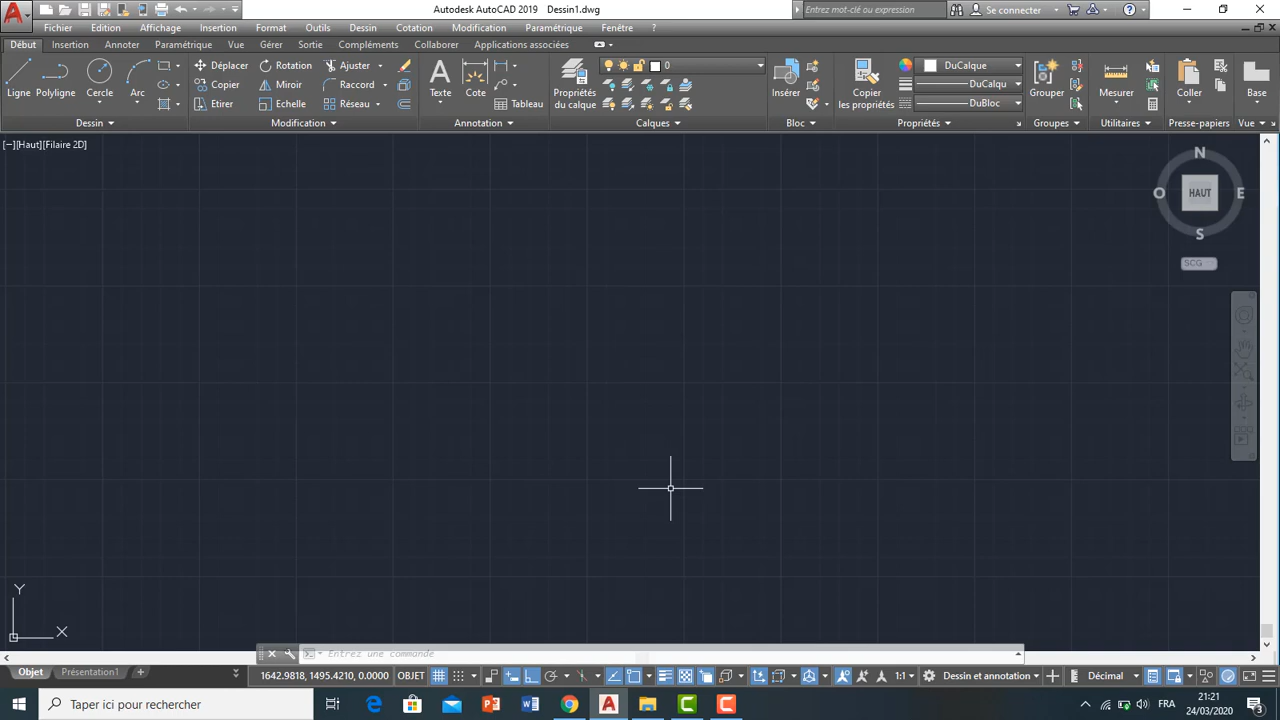 Autodesk AutoCAD 2019 Dessin1.dwg
Entrez mot-clé ou expression
Se connecter
Fichier Edition Affichage Insertion Format Outils Dessin Cotation Modification Paramétrique Fenêtre ?
Début Insertion Annoter Paramétrique Vue Gérer Sortie Compléments Collaborer Applications associées
Ligne Polyligne Cercle Arc
Déplacer Rotation Ajuster
Copier Miroir Raccord
Etirer Echelle Réseau
Texte Cote Tableau
Propriétés du calque
0
Insérer
Copier les propriétés
DuCalque
DuCalqu
DuBloc
Grouper
Mesurer
Coller
Base
Dessin Modification Annotation Calques Bloc Propriétés Groupes Utilitaires Presse-papiers Vue
[−][Haut][Filaire 2D]
N
O HAUT E
S
SCG
Y
X
Entrez une commande
Objet Présentation1 +
1642.9818, 1495.4210, 0.0000 OBJET
1:1
Dessin et annotation
Décimal
Taper ici pour rechercher
FRA
21:21
24/03/2020
3